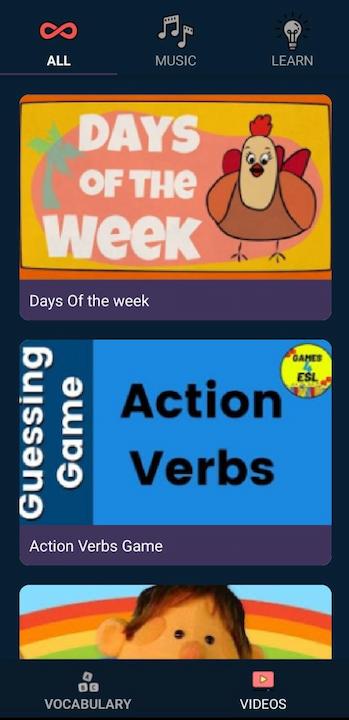 ALL
MUSIC
LEARN
DAYS
OF THE
WEEK
Days Of the week
Guessing
Game
Action
Verbs
GAMES
4
ESL
Action Verbs Game
VOCABULARY
VIDEOS